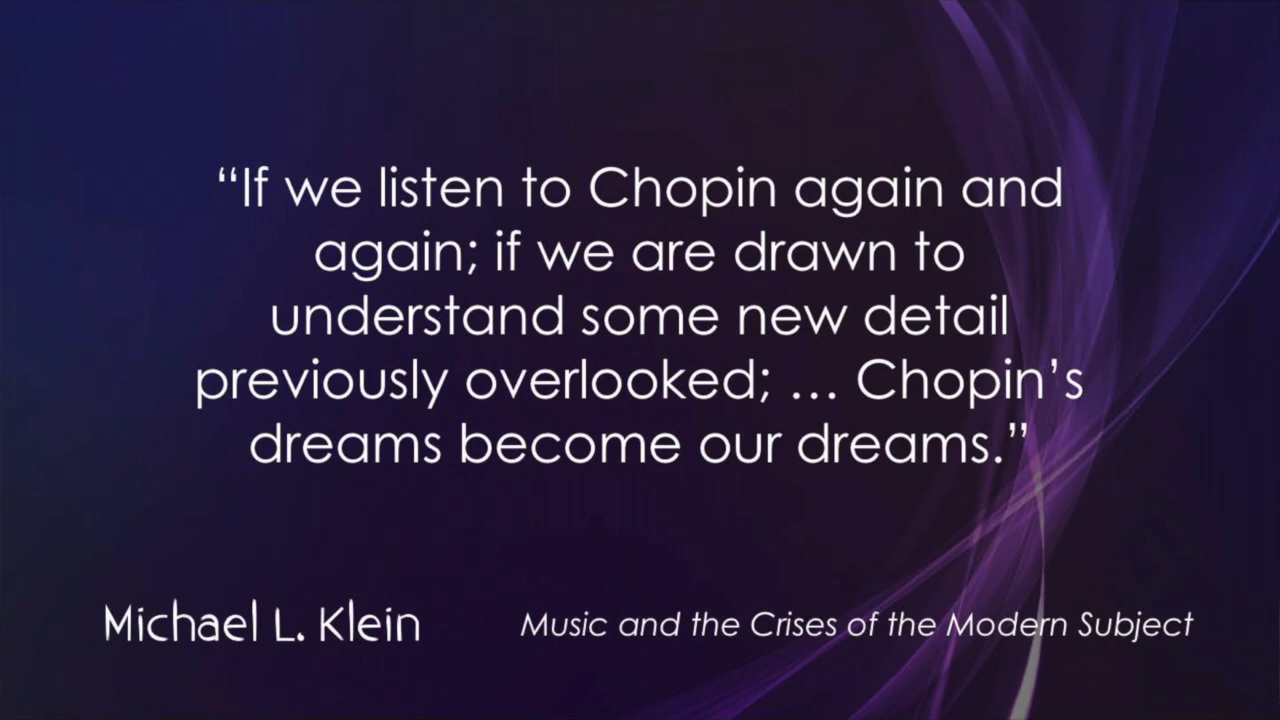 “If we listen to Chopin again and
again; if we are drawn to
understand some new detail
previously overlooked; … Chopin’s
dreams become our dreams.”
Michael L. Klein
Music and the Crises of the Modern Subject